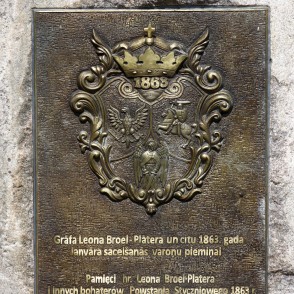 1863
Grāfa Leona Broel-Plātera un citu 1863. gada
janvāra sacelšanās varoņu piemiņai
Pamięci hr. Leona Broel-Platera
i innych bohaterów Powstania Styczniowego 1863 r.